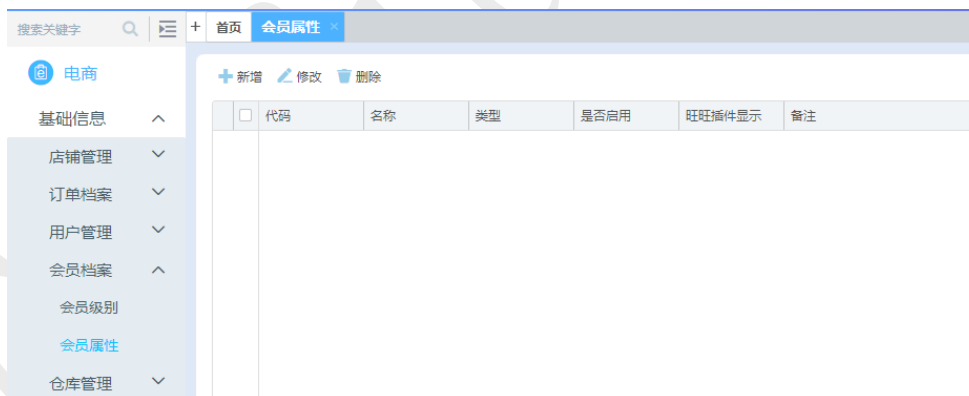 搜索关键字
+ 首页 会员属性 ×
电商
新增 修改 删除
基础信息
代码 名称 类型 是否启用 旺旺插件显示 备注
店铺管理
订单档案
用户管理
会员档案
会员级别
会员属性
仓库管理